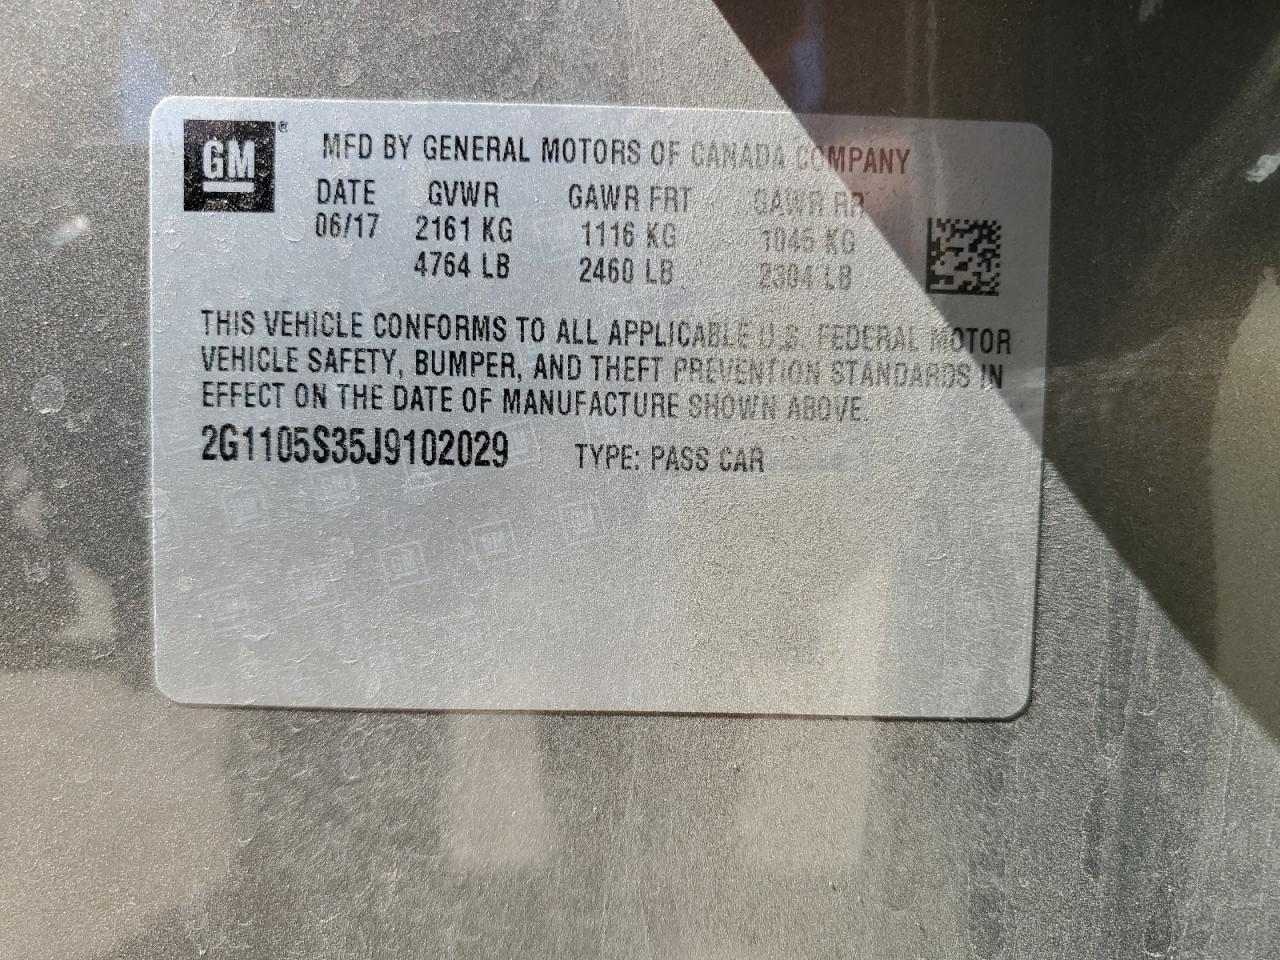 GM®
MFD BY GENERAL MOTORS OF CANADA COMPANY
DATE GVWR GAWR FRT GAWR RR
06/17 2161 KG 1116 KG 1045 KG
4764 LB 2460 LB 2304 LB
THIS VEHICLE CONFORMS TO ALL APPLICABLE U.S. FEDERAL MOTOR
VEHICLE SAFETY, BUMPER, AND THEFT PREVENTION STANDARDS IN
EFFECT ON THE DATE OF MANUFACTURE SHOWN ABOVE.
2G1105S35J9102029 TYPE: PASS CAR